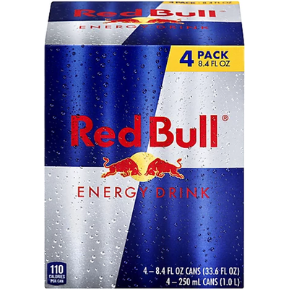 4 PACK
8.4 FL OZ
Red Bull®
ENERGY DRINK
110
CALORIES
PER CAN
4 – 8.4 FL OZ CANS (33.6 FL OZ)
4 – 250 mL CANS (1.0 L)